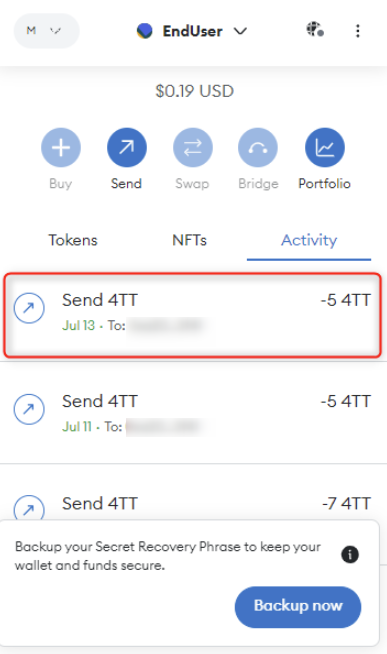 M
EndUser
$0.19 USD
Buy Send Swap Bridge Portfolio
Tokens NFTs Activity
Send 4TT -5 4TT
Jul 13 · To:
Send 4TT -5 4TT
Jul 11 · To:
Send 4TT -7 4TT
Backup your Secret Recovery Phrase to keep your
wallet and funds secure.
Backup now